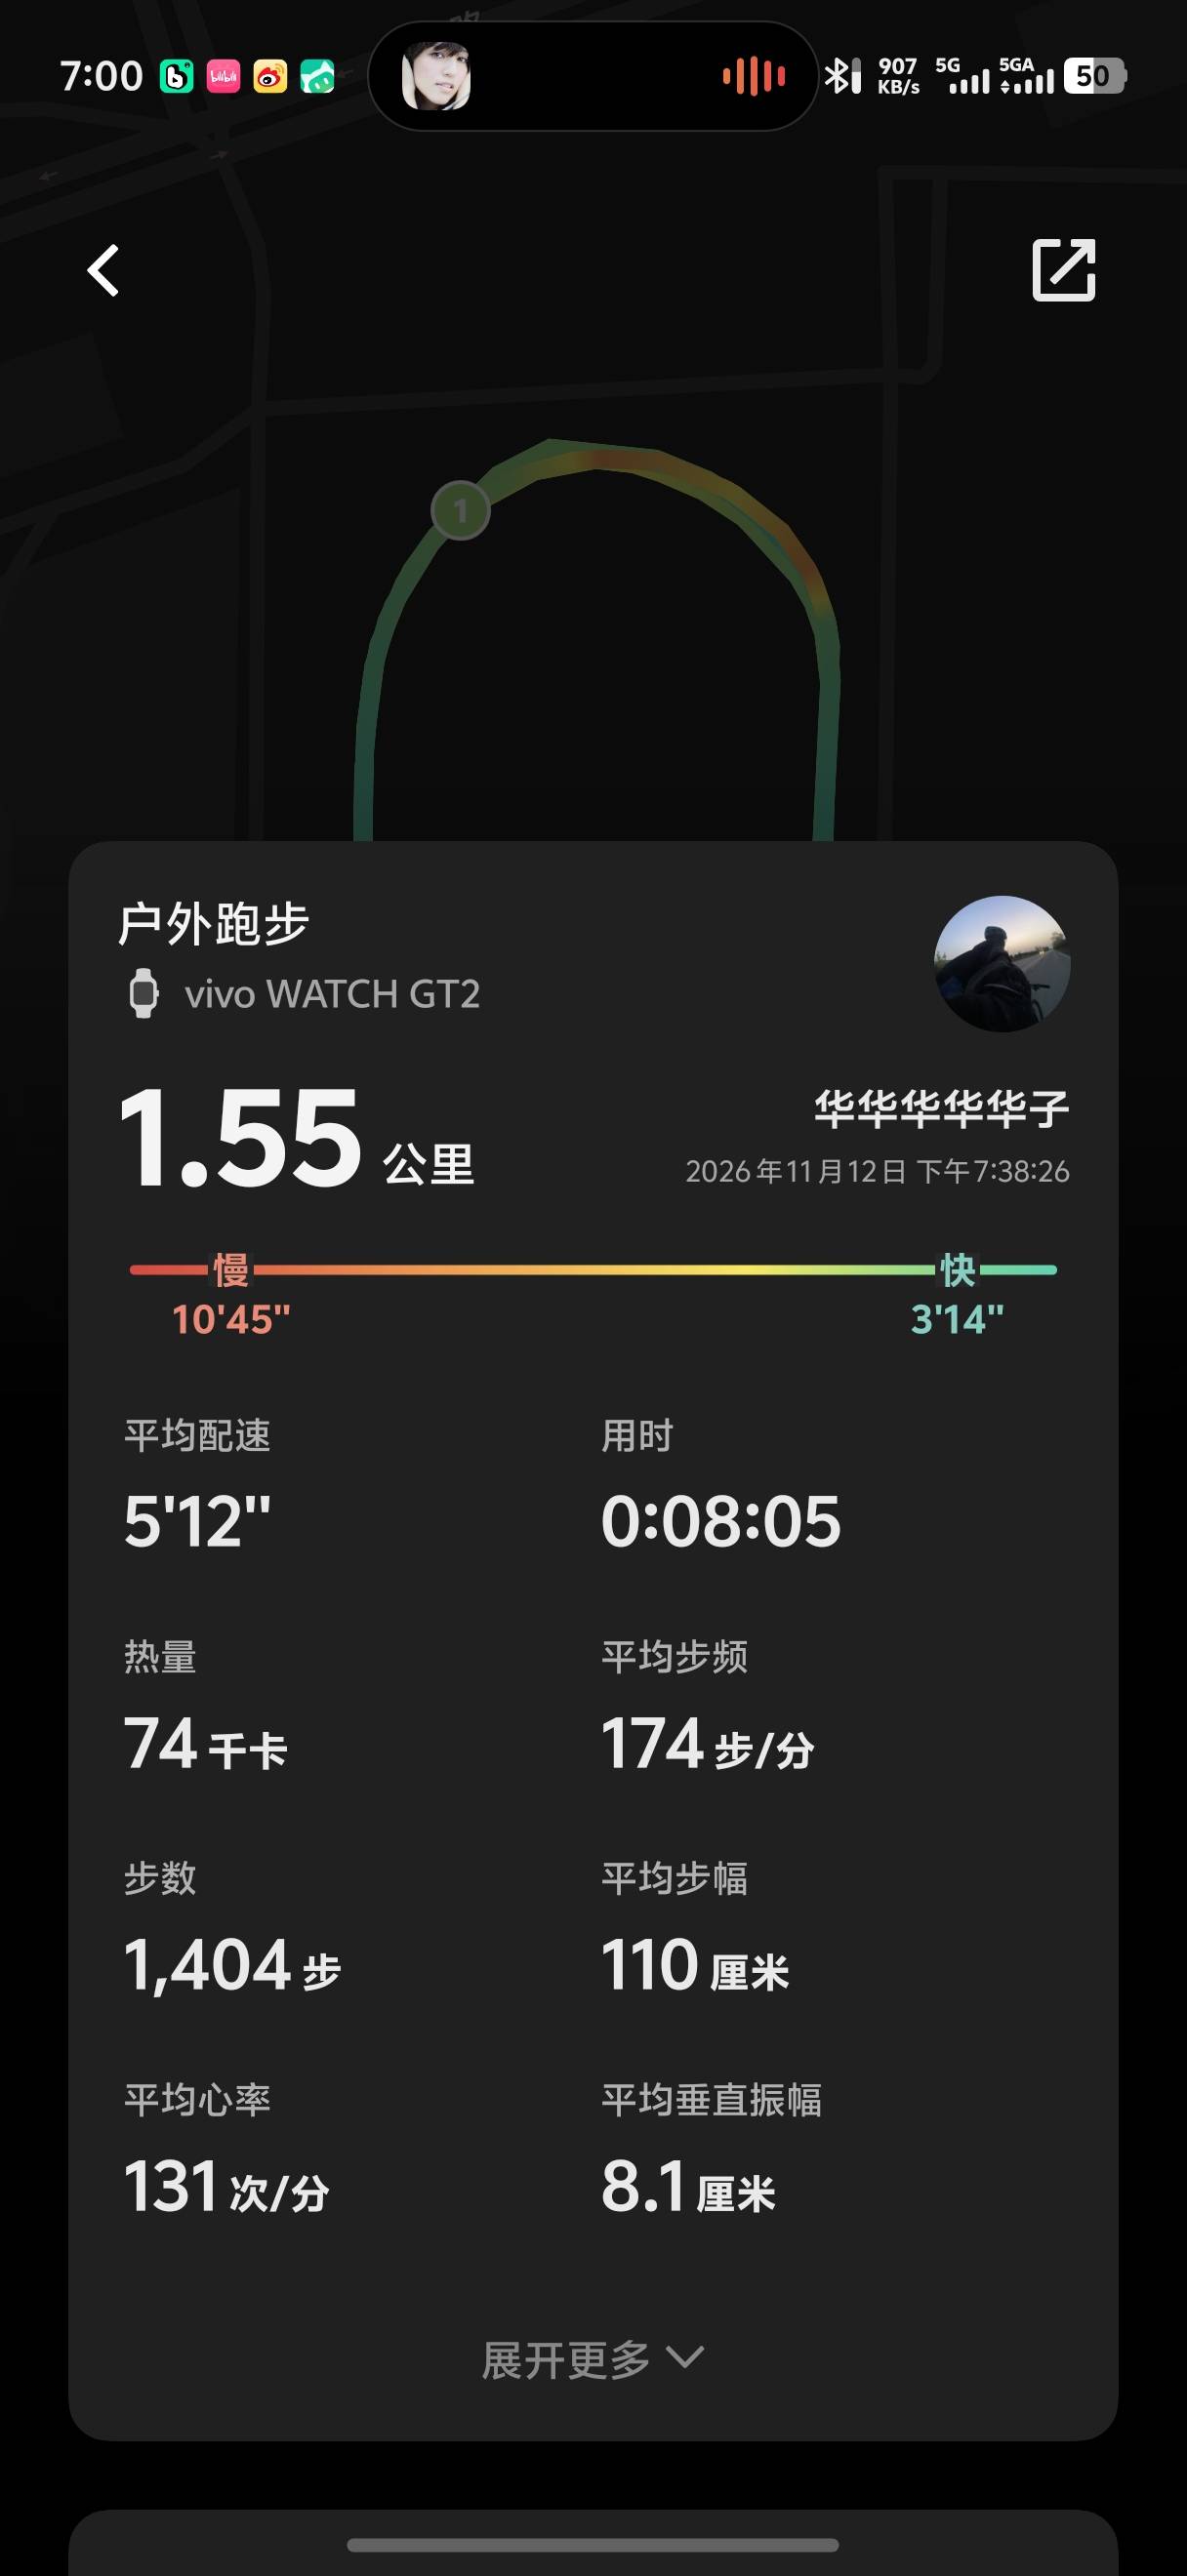 7:00
bilibili
907 KB/s
5G
5GA
50
1
户外跑步
vivo WATCH GT2
1.55 公里
华华华华华子
2026年11月12日 下午7:38:26
慢
快
10'45"
3'14"
平均配速
用时
5'12"
0:08:05
热量
平均步频
74 千卡
174 步/分
步数
平均步幅
1,404 步
110 厘米
平均心率
平均垂直振幅
131 次/分
8.1 厘米
展开更多